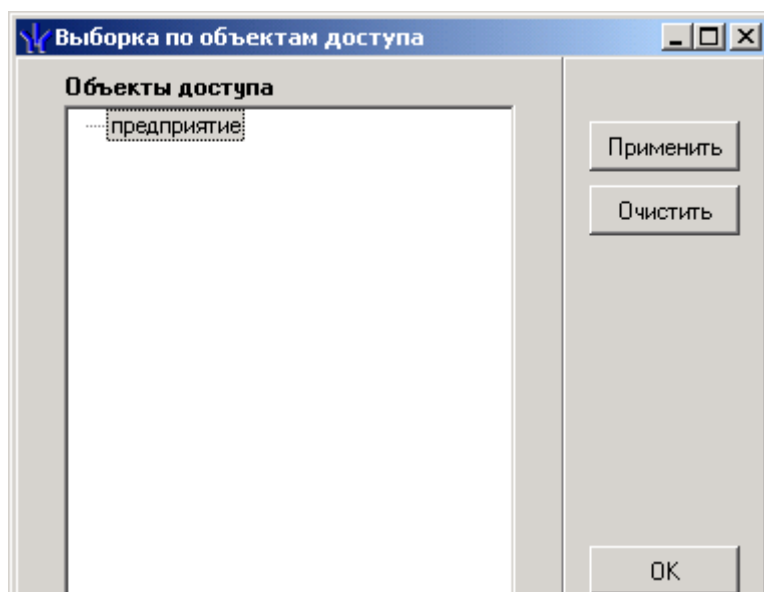 Выборка по объектам доступа
Объекты доступа
предприятие
Применить
Очистить
OK